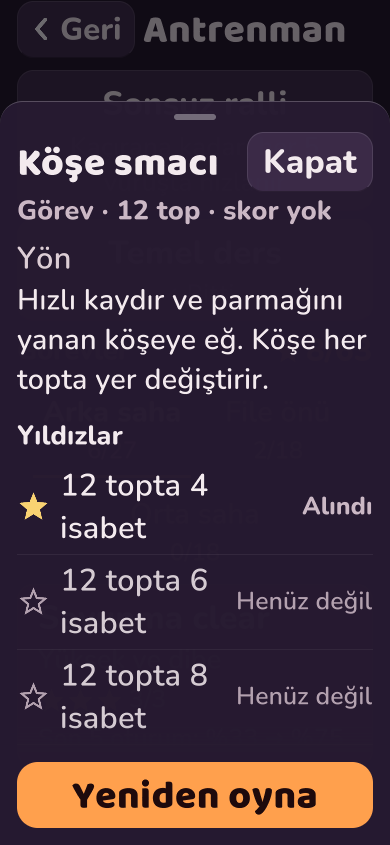 Geri
Antrenman
Sonsuz ralli
Köşe smacı
Kapat
Görev · 12 top · skor yok
Yön
Hızlı kaydır ve parmağını
yanan köşeye eğ. Köşe her
topta yer değiştirir.
Yıldızlar
12 topta 4
isabet
Alındı
12 topta 6
isabet
Henüz değil
12 topta 8
isabet
Henüz değil
Yeniden oyna